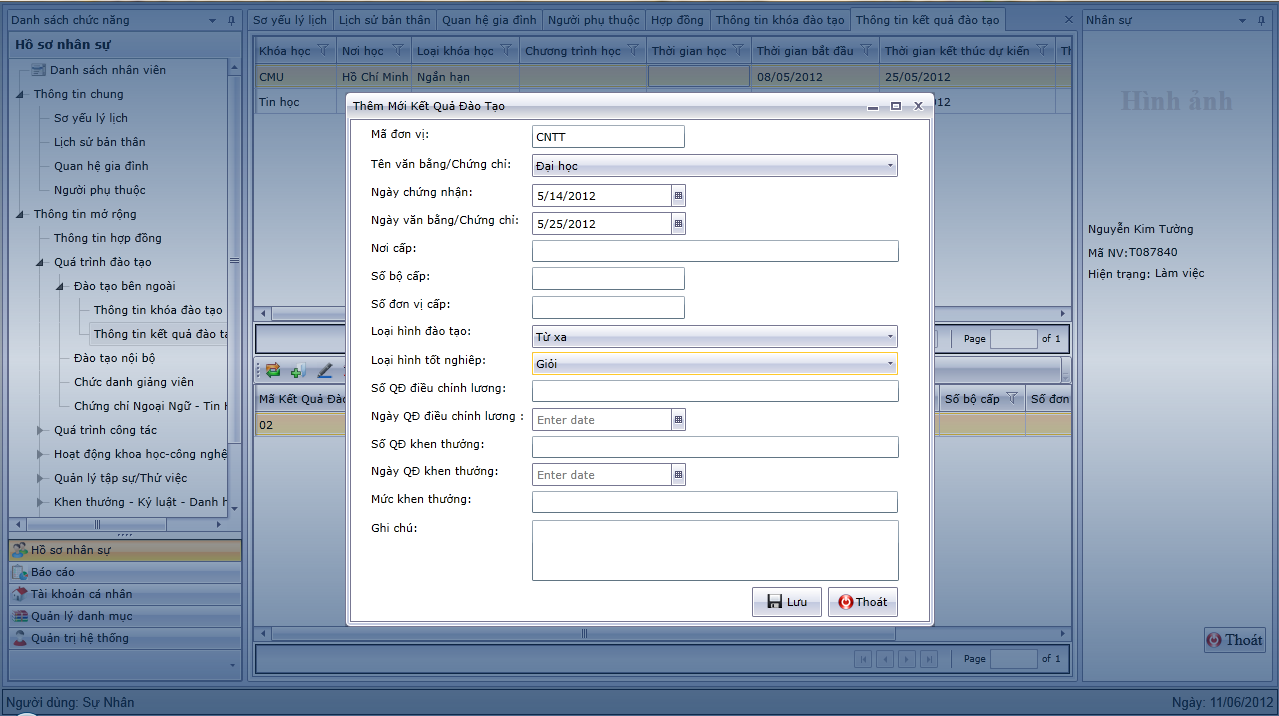 Danh sách chức năng
Hồ sơ nhân sự
Danh sách nhân viên
Thông tin chung
Sơ yếu lý lịch
Lịch sử bản thân
Quan hệ gia đình
Người phụ thuộc
Thông tin mở rộng
Thông tin hợp đồng
Quá trình đào tạo
Đào tạo bên ngoài
Thông tin khóa đào tạo
Thông tin kết quả đào tạ
Đào tạo nội bộ
Chức danh giảng viên
Chứng chỉ Ngoại Ngữ - Tin H
Quá trình công tác
Hoạt động khoa học-công nghệ
Quản lý tập sự/Thử việc
Khen thưởng - Kỷ luật - Danh h
Hồ sơ nhân sự
Báo cáo
Tài khoản cá nhân
Quản lý danh mục
Quản trị hệ thống
Sơ yếu lý lịch Lịch sử bản thân Quan hệ gia đình Người phụ thuộc Hợp đồng Thông tin khóa đào tạo Thông tin kết quả đào tạo
Khóa học Nơi học Loại khóa học Chương trình học Thời gian học Thời gian bắt đầu Thời gian kết thúc dự kiến Th
CMU Hồ Chí Minh Ngắn hạn 08/05/2012 25/05/2012
Tin học 12
Page of 1
Mã Kết Quả Đào Số bộ cấp Số đơn
02
Page of 1
Thêm Mới Kết Quả Đào Tạo
Mã đơn vị: CNTT
Tên văn bằng/Chứng chỉ: Đại học
Ngày chứng nhận: 5/14/2012
Ngày văn bằng/Chứng chỉ: 5/25/2012
Nơi cấp:
Số bộ cấp:
Số đơn vị cấp:
Loại hình đào tạo: Từ xa
Loại hình tốt nghiệp: Giỏi
Số QĐ điều chỉnh lương:
Ngày QĐ điều chỉnh lương : Enter date
Số QĐ khen thưởng:
Ngày QĐ khen thưởng: Enter date
Mức khen thưởng:
Ghi chú:
Lưu Thoát
Nhân sự
Hình ảnh
Nguyễn Kim Tường
Mã NV:T087840
Hiện trạng: Làm việc
Thoát
Người dùng: Sự Nhân Ngày: 11/06/2012